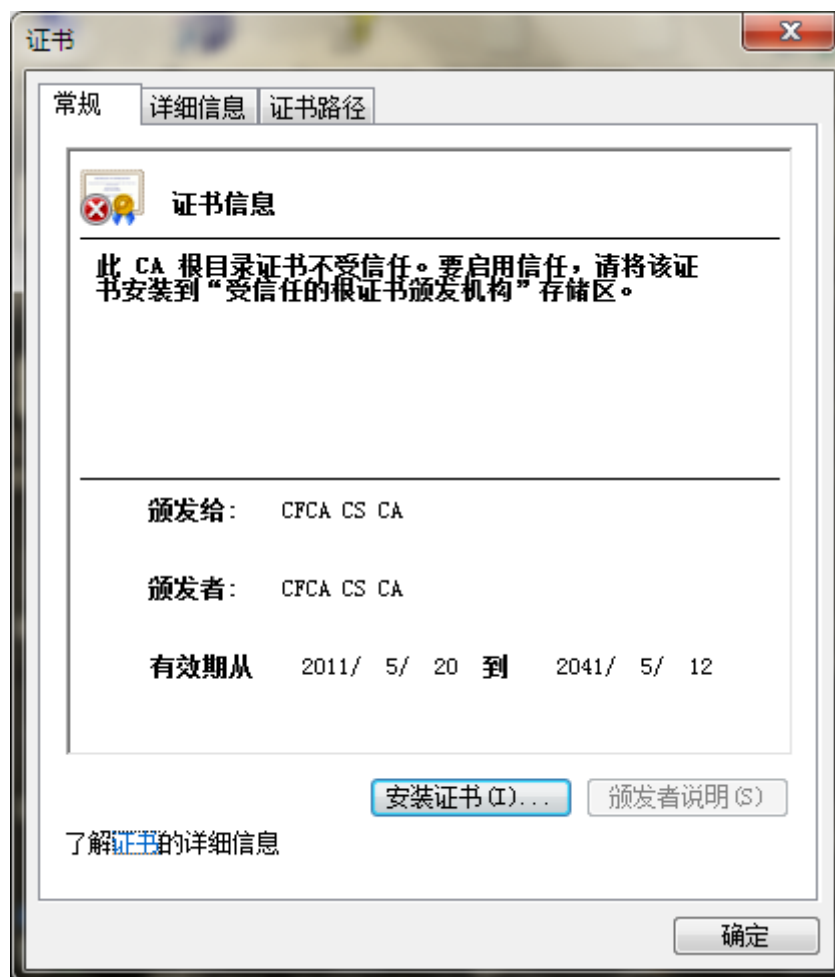 证书
常规 详细信息 证书路径
证书信息
此 CA 根目录证书不受信任。要启用信任，请将该证
书安装到“受信任的根证书颁发机构”存储区。
颁发给： CFCA CS CA
颁发者： CFCA CS CA
有效期从 2011/ 5/ 20 到 2041/ 5/ 12
安装证书(I)... 颁发者说明(S)
了解证书的详细信息
确定